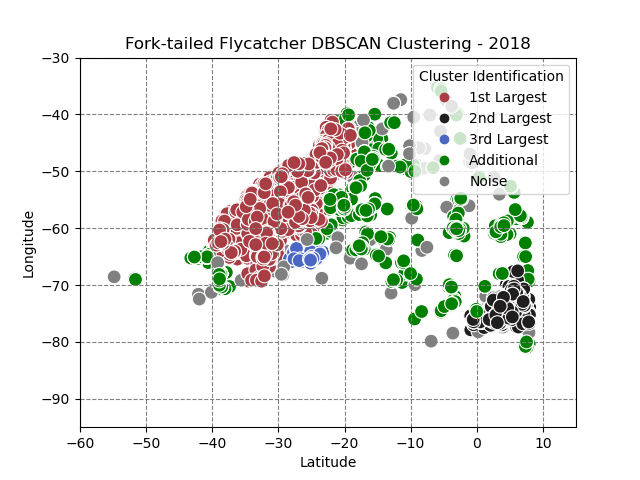 Fork-tailed Flycatcher DBSCAN Clustering - 2018
Cluster Identification
1st Largest
2nd Largest
3rd Largest
Additional
Noise
Longitude
−30
−40
−50
−60
−70
−80
−90
−60 −50 −40 −30 −20 −10 0 10
Latitude